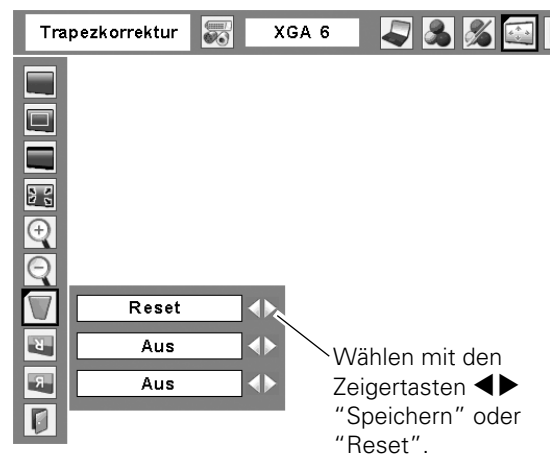 Trapezkorrektur XGA 6
Reset
Aus
Aus
Wählen mit den
Zeigertasten ◀▶
“Speichern” oder
“Reset”.